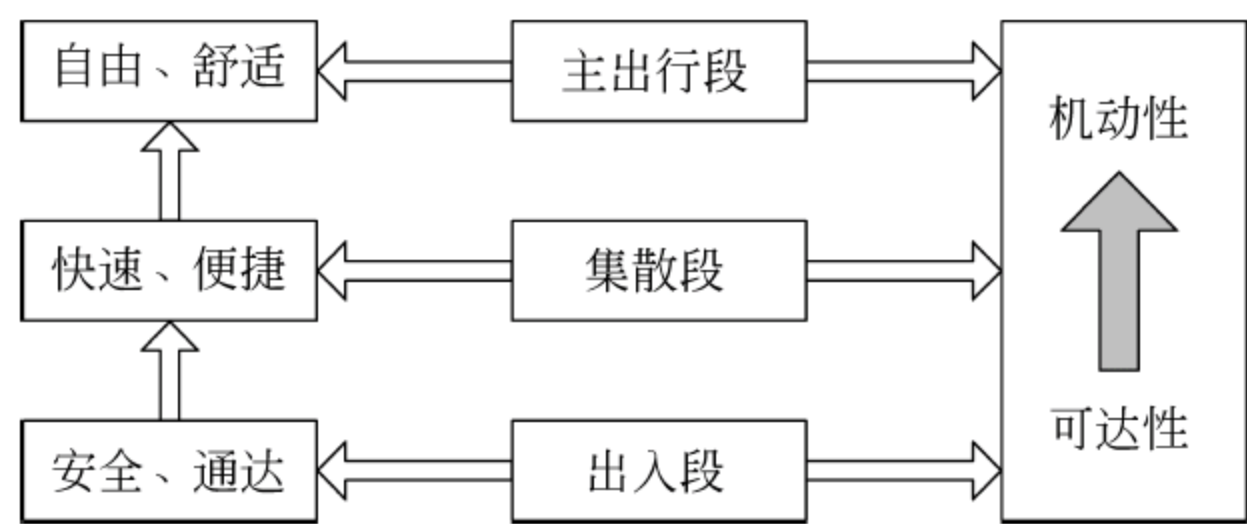 自由、舒适
主出行段
机动性
快速、便捷
集散段
可达性
安全、通达
出入段